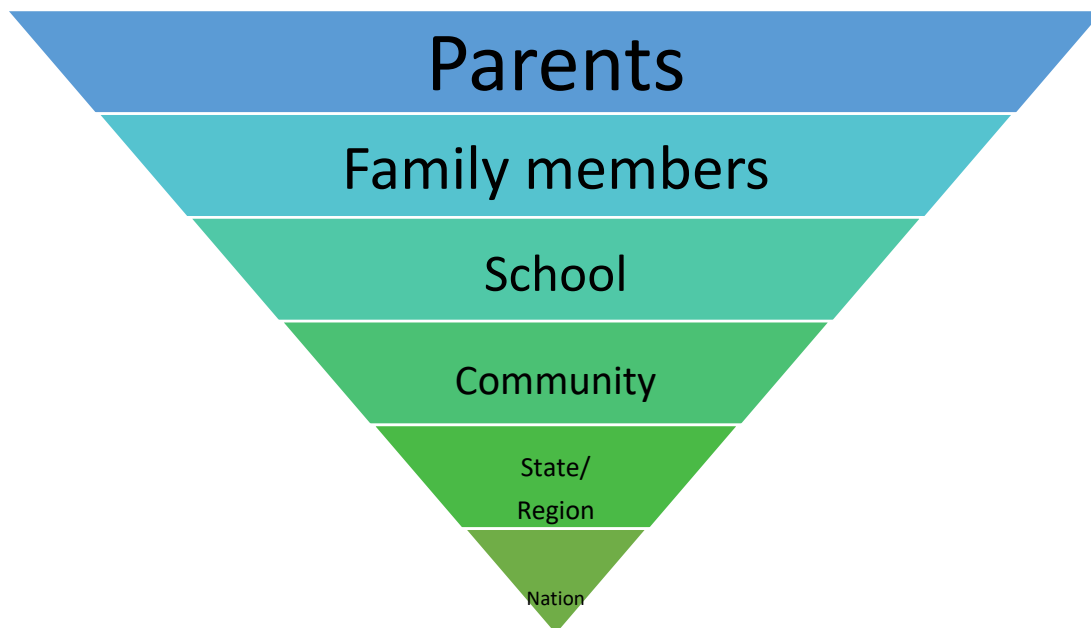 Parents
Family members
School
Community
State/
Region
Nation